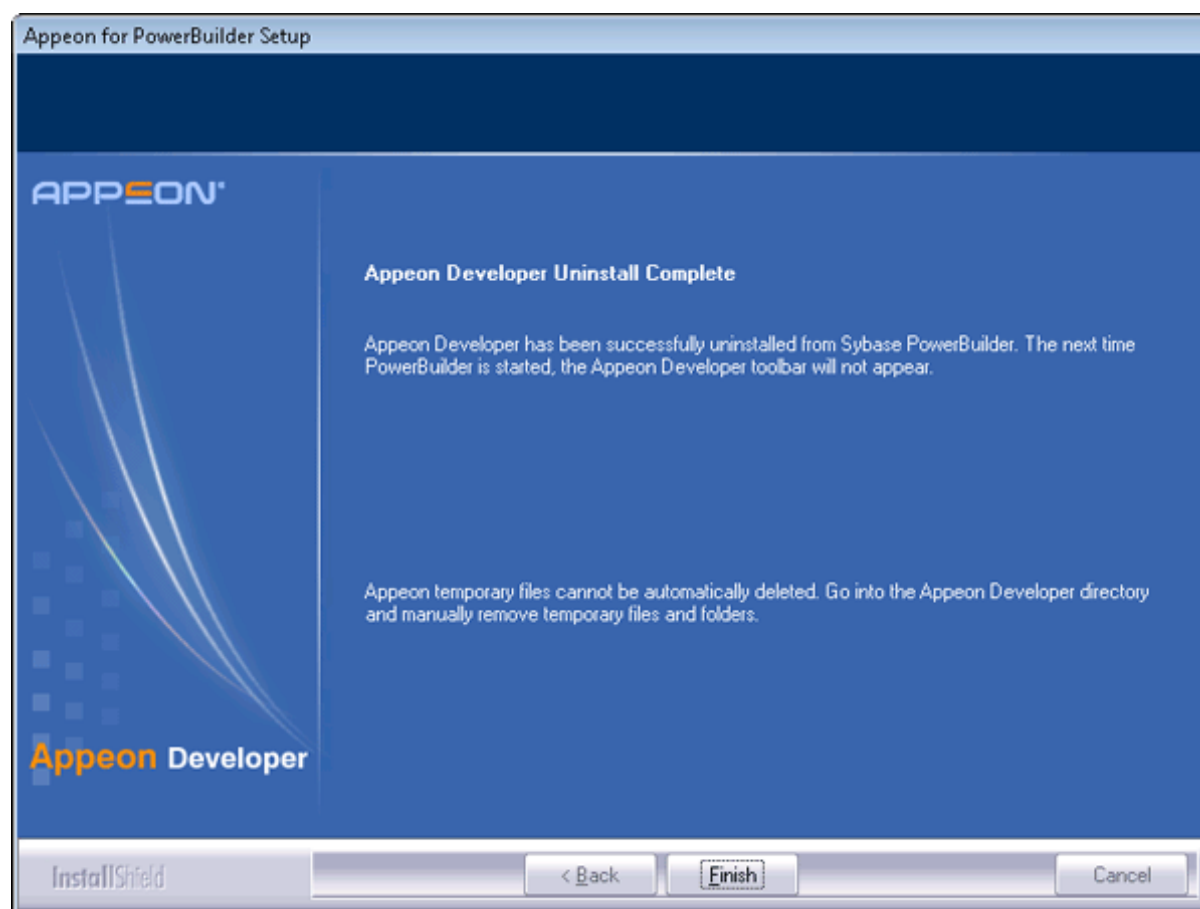 Appeon for PowerBuilder Setup
APPEON
Appeon Developer Uninstall Complete
Appeon Developer has been successfully uninstalled from Sybase PowerBuilder. The next time
PowerBuilder is started, the Appeon Developer toolbar will not appear.
Appeon temporary files cannot be automatically deleted. Go into the Appeon Developer directory
and manually remove temporary files and folders.
Appeon Developer
InstallShield
< Back
Finish
Cancel